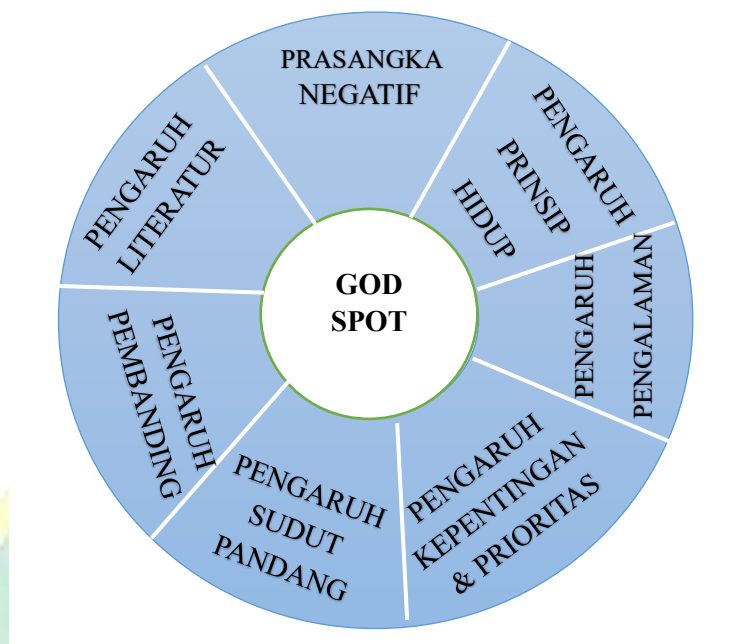 PRASANGKA
NEGATIF
PENGARUH
PRINSIP
HIDUP
PENGARUH
PENGALAMAN
PENGARUH
KEPENTINGAN
& PRIORITAS
PENGARUH
SUDUT
PANDANG
PENGARUH
PEMBANDING
PENGARUH
LITERATUR
GOD
SPOT